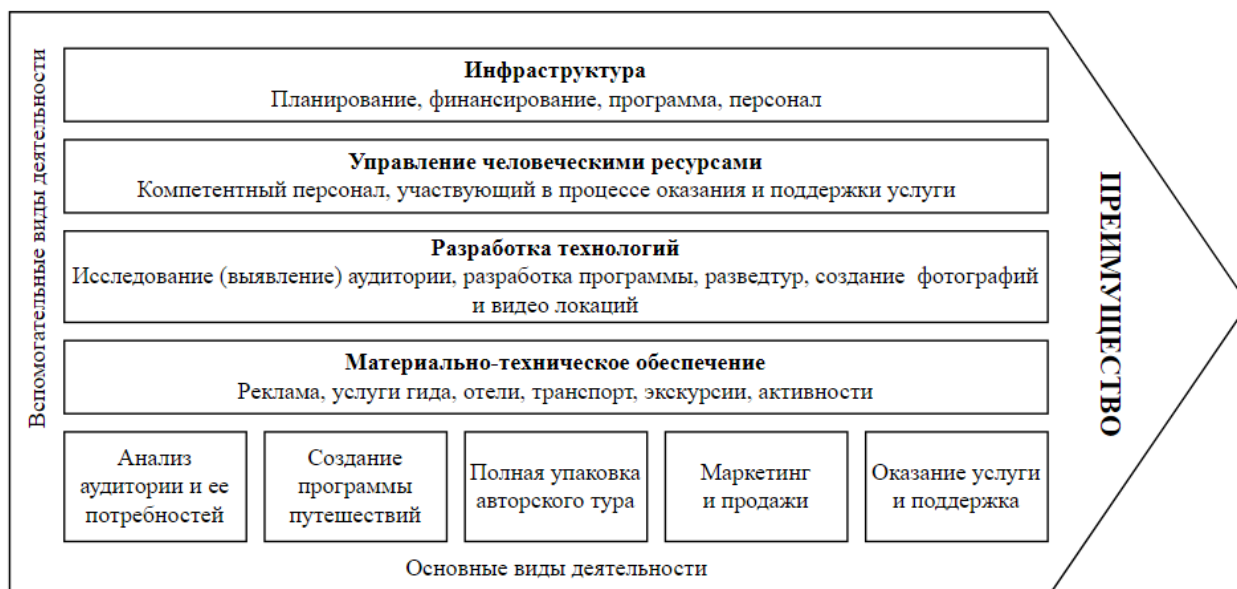 Вспомогательные виды деятельности
Инфраструктура
Планирование, финансирование, программа, персонал
Управление человеческими ресурсами
Компетентный персонал, участвующий в процессе оказания и поддержки услуги
Разработка технологий
Исследование (выявление) аудитории, разработка программы, разведтур, создание фотографий
и видео локаций
Материально-техническое обеспечение
Реклама, услуги гида, отели, транспорт, экскурсии, активности
Анализ
аудитории и ее
потребностей
Создание
программы
путешествий
Полная упаковка
авторского тура
Маркетинг
и продажи
Оказание услуги
и поддержка
Основные виды деятельности
ПРЕИМУЩЕСТВО